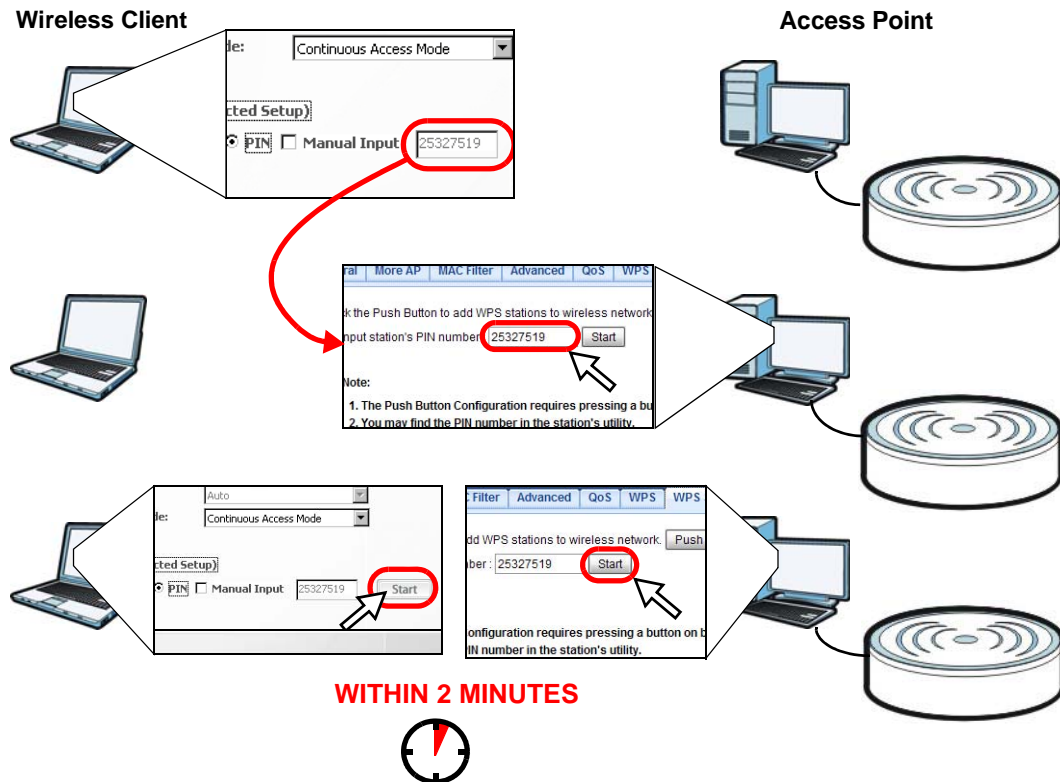 Wireless Client
Access Point
de:
Continuous Access Mode
cted Setup)
PIN
Manual Input
25327519
ral
More AP
MAC Filter
Advanced
QoS
WPS
k the Push Button to add WPS stations to wireless network
nput station's PIN number
25327519
Start
Note:
1. The Push Button Configuration requires pressing a bu
2. You may find the PIN number in the station's utility.
Auto
de:
Continuous Access Mode
cted Setup)
PIN
Manual Input
25327519
Start
C Filter
Advanced
QoS
WPS
WPS
dd WPS stations to wireless network.
Push
ber :
25327519
Start
onfiguration requires pressing a button on b
IN number in the station's utility.
WITHIN 2 MINUTES